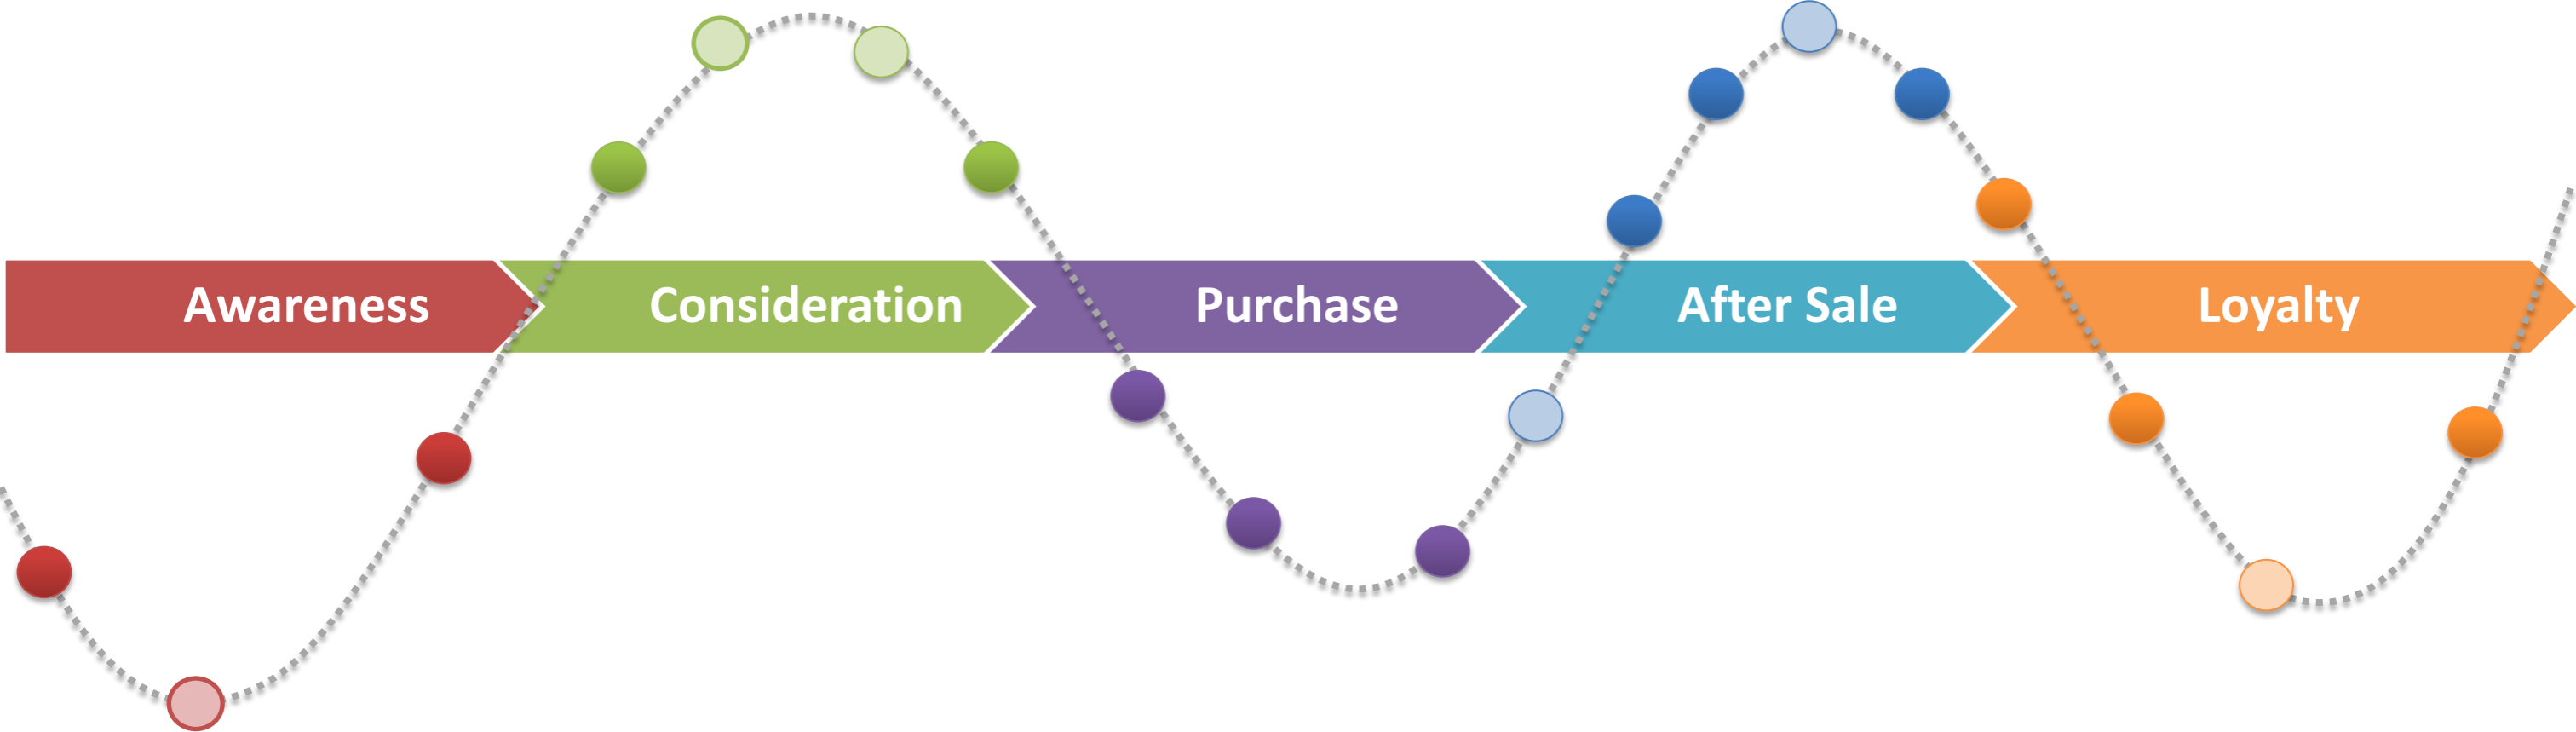 Awareness
Consideration
Purchase
After Sale
Loyalty